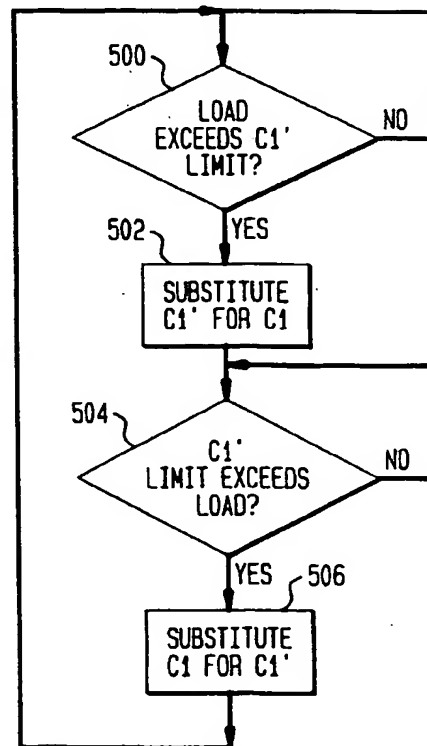 500
LOAD
EXCEEDS C1'
LIMIT?
NO
YES
502
SUBSTITUTE
C1' FOR C1
504
C1'
LIMIT EXCEEDS
LOAD?
NO
YES
506
SUBSTITUTE
C1 FOR C1'